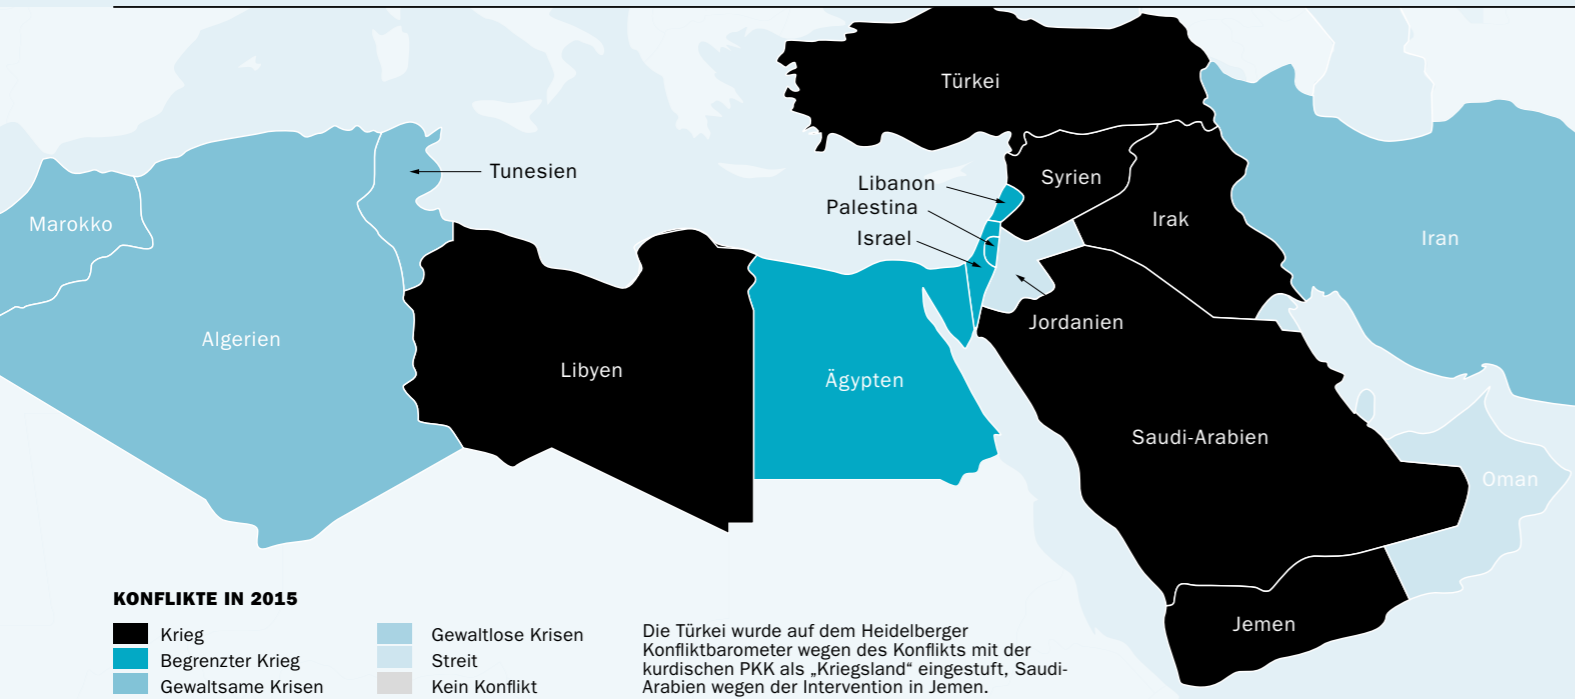 Türkei
Tunesien
Libanon
Syrien
Palestina
Marokko
Irak
Israel
Iran
Jordanien
Algerien
Libyen
Ägypten
Saudi-Arabien
Oman
Jemen
KONFLIKTE IN 2015
Krieg
Begrenzter Krieg
Gewaltsame Krisen
Gewaltlose Krisen
Streit
Kein Konflikt
Die Türkei wurde auf dem Heidelberger
Konfliktbarometer wegen des Konflikts mit der
kurdischen PKK als „Kriegsland“ eingestuft, Saudi-
Arabien wegen der Intervention in Jemen.